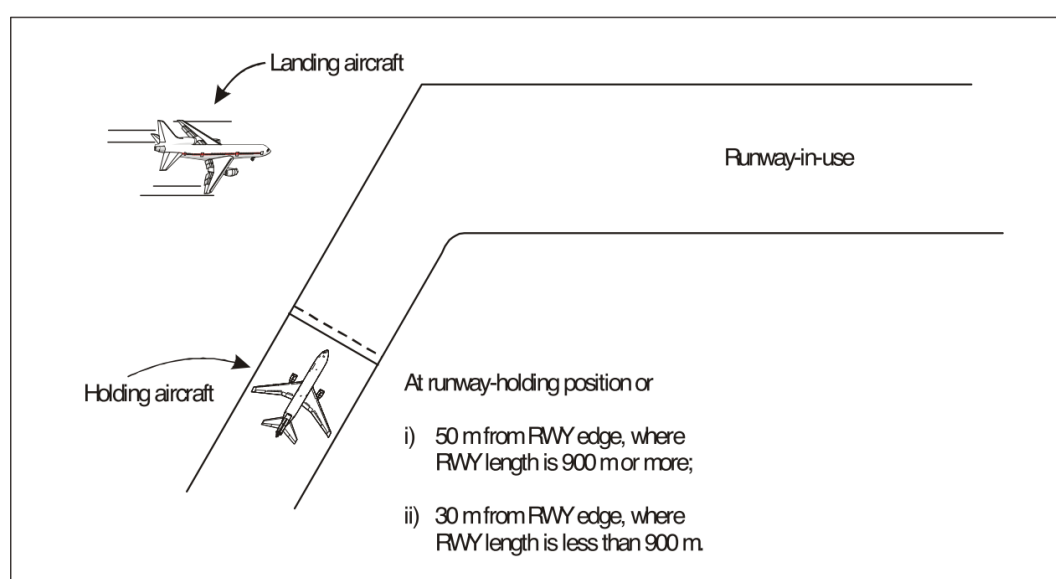 Landing aircraft
Runway-in-use
Holding aircraft
At runway-holding position or
i) 50 m from RWY edge, where
RWY length is 900 m or more;
ii) 30 m from RWY edge, where
RWY length is less than 900 m.